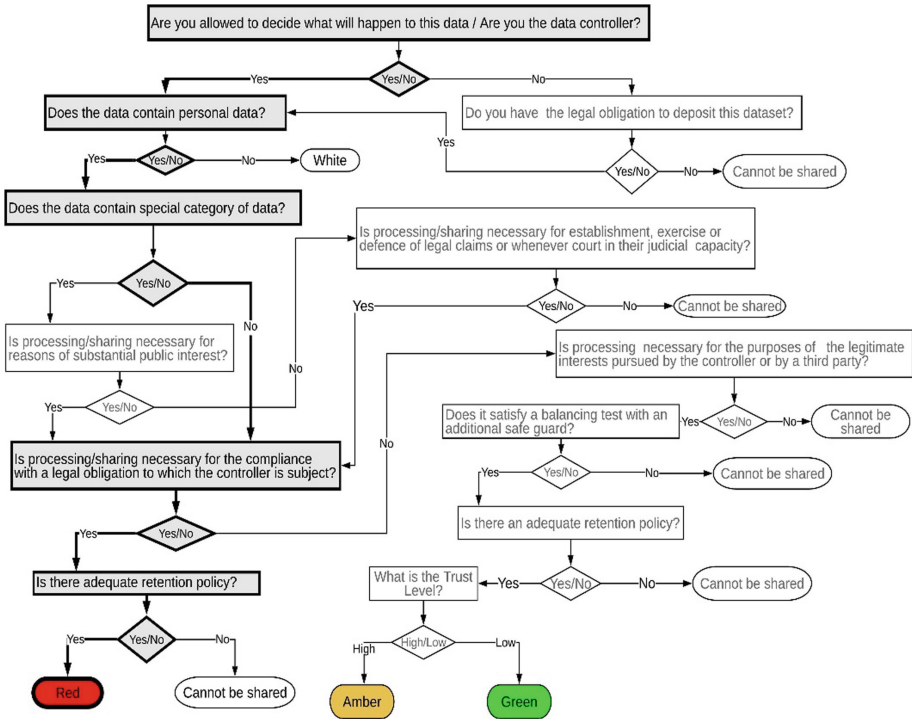 Are you allowed to decide what will happen to this data / Are you the data controller?
Yes
Yes/No
No
Does the data contain personal data?
Do you have the legal obligation to deposit this dataset?
Yes
Yes
Yes/No
No
White
Yes/No
No
Cannot be shared
Does the data contain special category of data?
Is processing/sharing necessary for establishment, exercise or
defence of legal claims or whenever court in their judicial capacity?
Yes
Yes/No
No
Yes
Yes/No
No
Cannot be shared
Is processing/sharing necessary for
reasons of substantial public interest?
No
Is processing necessary for the purposes of the legitimate
interests pursued by the controller or by a third party?
Yes
Yes/No
Does it satisfy a balancing test with an
additional safe guard?
Yes
Yes/No
No
Cannot be
shared
Is processing/sharing necessary for the compliance
with a legal obligation to which the controller is subject?
No
Yes
Yes/No
No
Cannot be shared
Yes
Yes/No
Is there an adequate retention policy?
Is there adequate retention policy?
What is the Trust
Level?
Yes
Yes/No
No
Cannot be shared
Yes
Yes/No
No
High
High/Low
Low
Red
Cannot be shared
Amber
Green